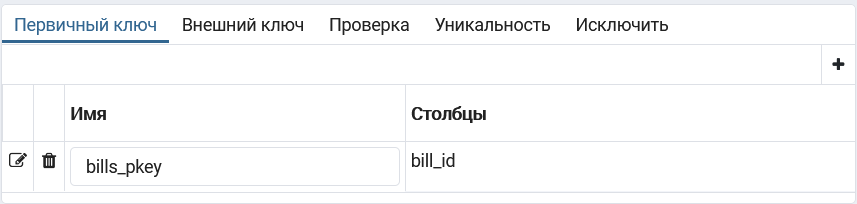 Первичный ключ Внешний ключ Проверка Уникальность Исключить
Имя Столбцы
bills_pkey bill_id